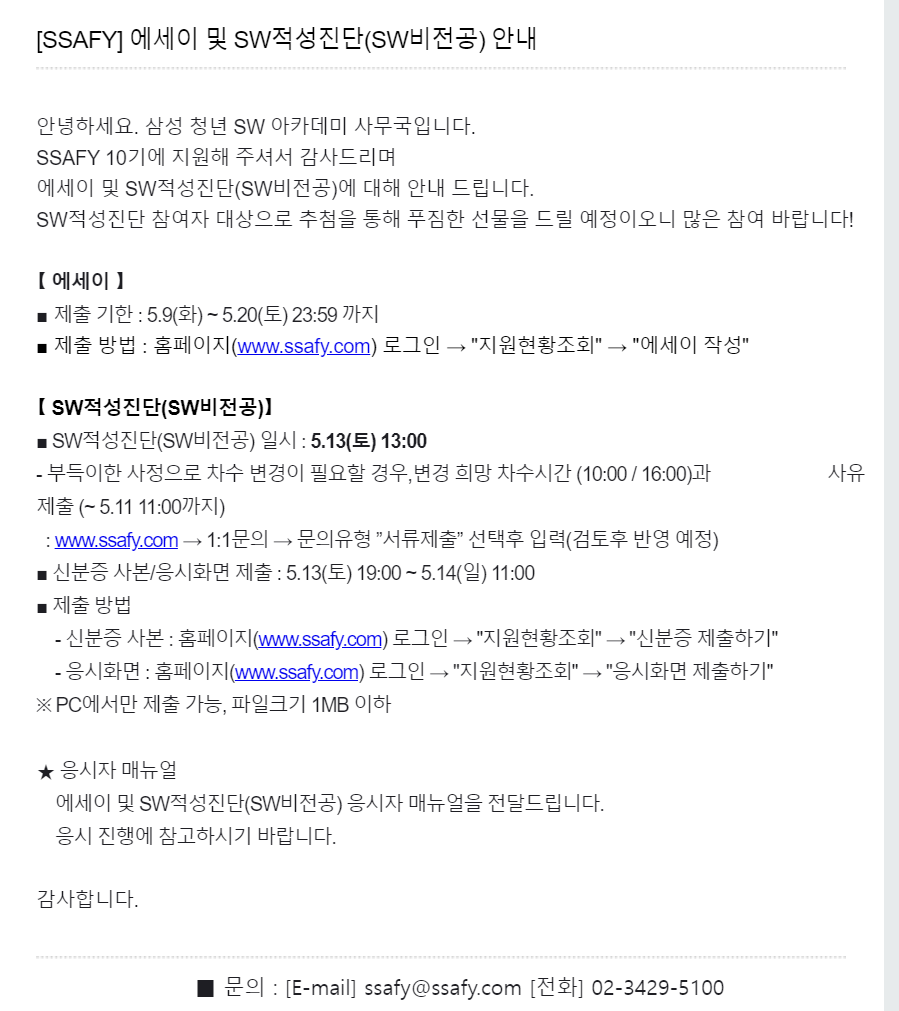 [SSAFY] 에세이 및 SW적성진단(SW비전공) 안내
안녕하세요. 삼성 청년 SW 아카데미 사무국입니다.
SSAFY 10기에 지원해 주셔서 감사드리며
에세이 및 SW적성진단(SW비전공)에 대해 안내 드립니다.
SW적성진단 참여자 대상으로 추첨을 통해 푸짐한 선물을 드릴 예정이오니 많은 참여 바랍니다!
【 에세이 】
■ 제출 기한 : 5.9(화) ~ 5.20(토) 23:59 까지
■ 제출 방법 : 홈페이지(www.ssafy.com) 로그인 → "지원현황조회" → "에세이 작성"
【 SW적성진단(SW비전공)】
■ SW적성진단(SW비전공) 일시 : 5.13(토) 13:00
- 부득이한 사정으로 차수 변경이 필요할 경우,변경 희망 차수시간 (10:00 / 16:00)과 사유
제출 (~ 5.11 11:00까지)
: www.ssafy.com → 1:1문의 → 문의유형 ”서류제출” 선택후 입력(검토후 반영 예정)
■ 신분증 사본/응시화면 제출 : 5.13(토) 19:00 ~ 5.14(일) 11:00
■ 제출 방법
- 신분증 사본 : 홈페이지(www.ssafy.com) 로그인 → "지원현황조회" → "신분증 제출하기"
- 응시화면 : 홈페이지(www.ssafy.com) 로그인 → "지원현황조회" → "응시화면 제출하기"
※ PC에서만 제출 가능, 파일크기 1MB 이하
★ 응시자 매뉴얼
에세이 및 SW적성진단(SW비전공) 응시자 매뉴얼을 전달드립니다.
응시 진행에 참고하시기 바랍니다.
감사합니다.
■ 문의 : [E-mail] ssafy@ssafy.com [전화] 02-3429-5100